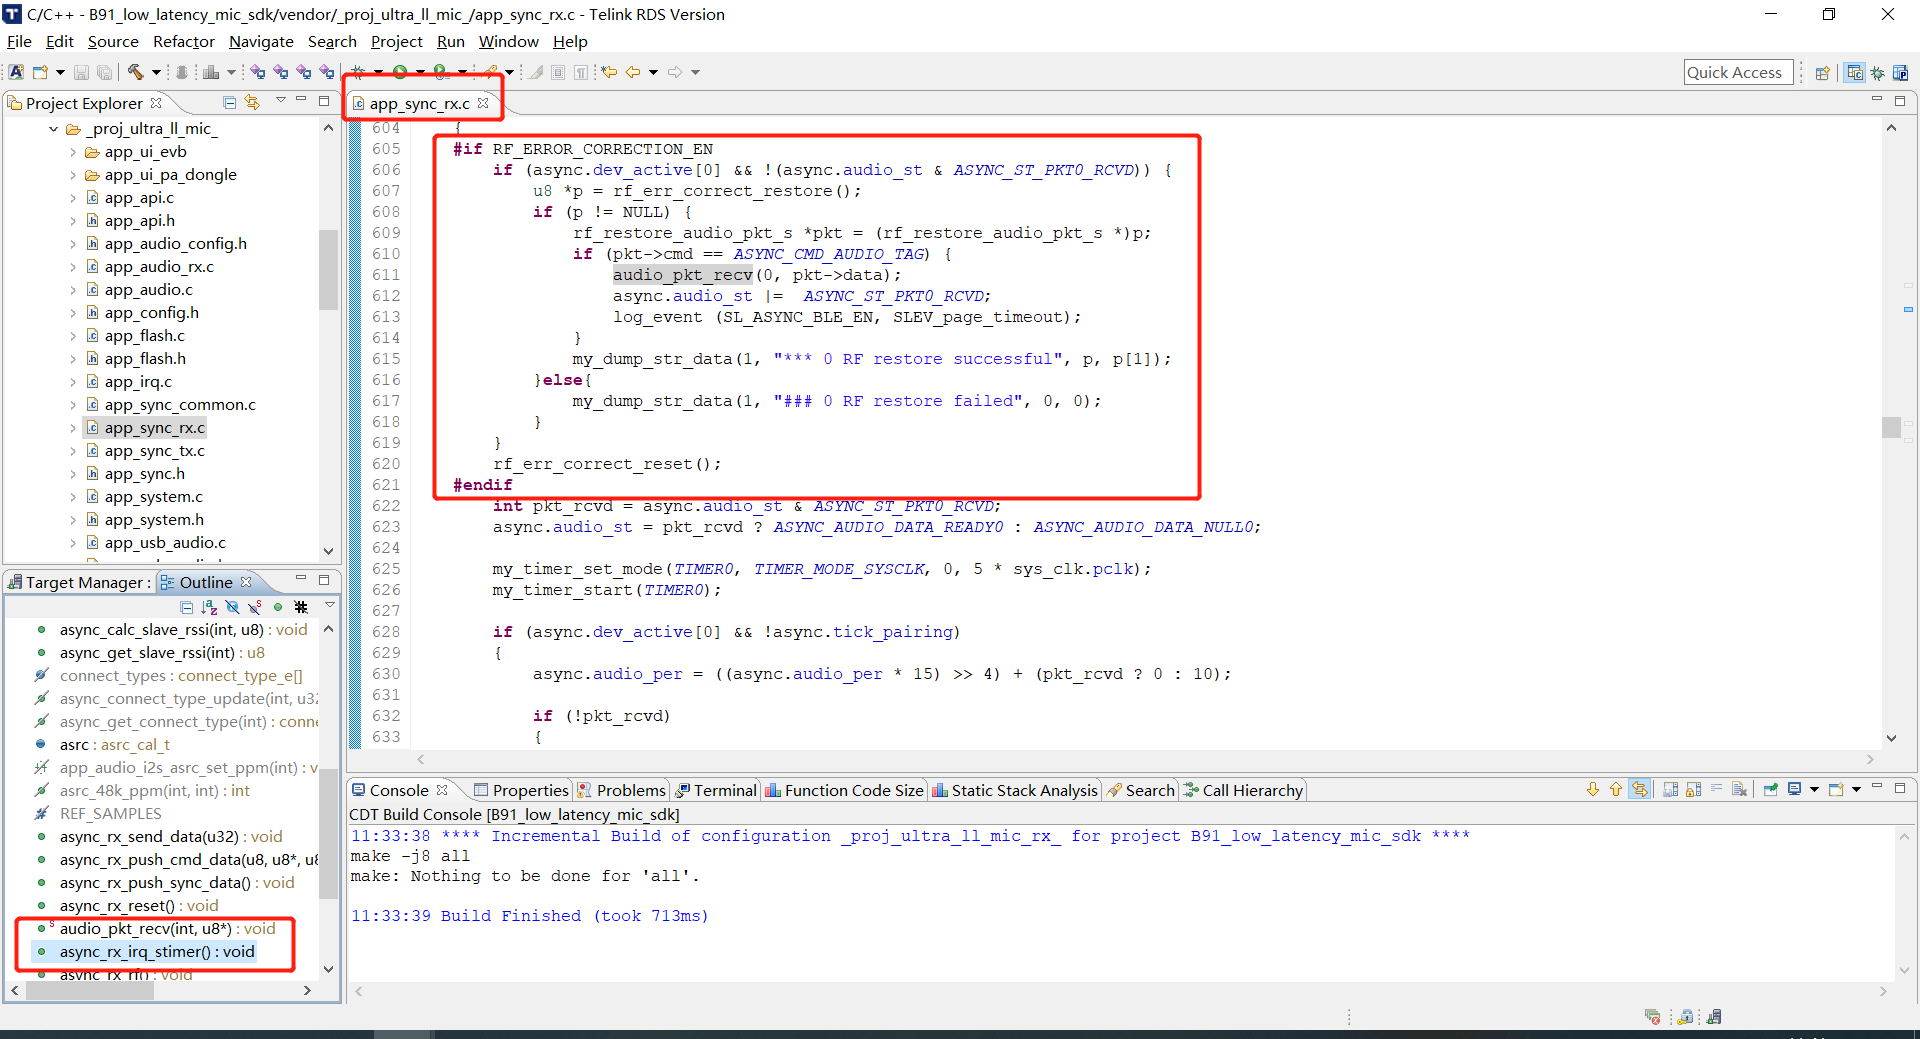 C/C++ - B91_low_latency_mic_sdk/vendor/_proj_ultra_ll_mic_/app_sync_rx.c - Telink RDS Version
File Edit Source Refactor Navigate Search Project Run Window Help
Quick Access
Project Explorer
_proj_ultra_ll_mic_
app_ui_evb
app_ui_pa_dongle
app_api.c
app_api.h
app_audio_config.h
app_audio_rx.c
app_audio.c
app_config.h
app_flash.c
app_flash.h
app_irq.c
app_sync_common.c
app_sync_rx.c
app_sync_tx.c
app_sync.h
app_system.c
app_system.h
app_usb_audio.c
Target Manager : Outline
async_calc_slave_rssi(int, u8) : void
async_get_slave_rssi(int) : u8
connect_types : connect_type_e[]
async_connect_type_update(int, u32
async_get_connect_type(int) : conne
asrc : asrc_cal_t
app_audio_i2s_asrc_set_ppm(int) : v
asrc_48k_ppm(int, int) : int
REF_SAMPLES
async_rx_send_data(u32) : void
async_rx_push_cmd_data(u8, u8*, u8
async_rx_push_sync_data() : void
async_rx_reset() : void
audio_pkt_recv(int, u8*) : void
async_rx_irq_stimer() : void
async_rx_rf() : void
app_sync_rx.c
604 {
605 #if RF_ERROR_CORRECTION_EN
606 if (async.dev_active[0] && !(async.audio_st & ASYNC_ST_PKT0_RCVD)) {
607 u8 *p = rf_err_correct_restore();
608 if (p != NULL) {
609 rf_restore_audio_pkt_s *pkt = (rf_restore_audio_pkt_s *)p;
610 if (pkt->cmd == ASYNC_CMD_AUDIO_TAG) {
611 audio_pkt_recv(0, pkt->data);
612 async.audio_st |= ASYNC_ST_PKT0_RCVD;
613 log_event (SL_ASYNC_BLE_EN, SLEV_page_timeout);
614 }
615 my_dump_str_data(1, "*** 0 RF restore successful", p, p[1]);
616 }else{
617 my_dump_str_data(1, "### 0 RF restore failed", 0, 0);
618 }
619 }
620 rf_err_correct_reset();
621 #endif
622 int pkt_rcvd = async.audio_st & ASYNC_ST_PKT0_RCVD;
623 async.audio_st = pkt_rcvd ? ASYNC_AUDIO_DATA_READY0 : ASYNC_AUDIO_DATA_NULL0;
624
625 my_timer_set_mode(TIMER0, TIMER_MODE_SYSCLK, 0, 5 * sys_clk.pclk);
626 my_timer_start(TIMER0);
627
628 if (async.dev_active[0] && !async.tick_pairing)
629 {
630 async.audio_per = ((async.audio_per * 15) >> 4) + (pkt_rcvd ? 0 : 10);
631
632 if (!pkt_rcvd)
633 {
Console Properties Problems Terminal Function Code Size Static Stack Analysis Search Call Hierarchy
CDT Build Console [B91_low_latency_mic_sdk]
11:33:38 **** Incremental Build of configuration _proj_ultra_ll_mic_rx_ for project B91_low_latency_mic_sdk ****
make -j8 all
make: Nothing to be done for 'all'.
11:33:39 Build Finished (took 713ms)